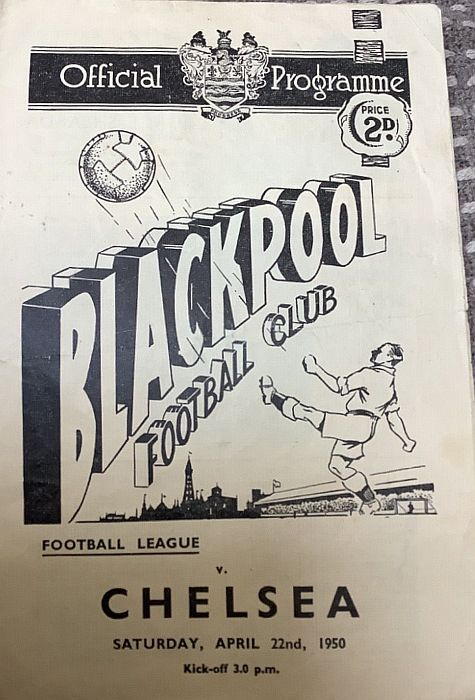 Official Programme
PRICE
2D.
BLACKPOOL
FOOTBALL CLUB
FOOTBALL LEAGUE
v.
CHELSEA
SATURDAY, APRIL 22nd, 1950
Kick-off 3.0 p.m.